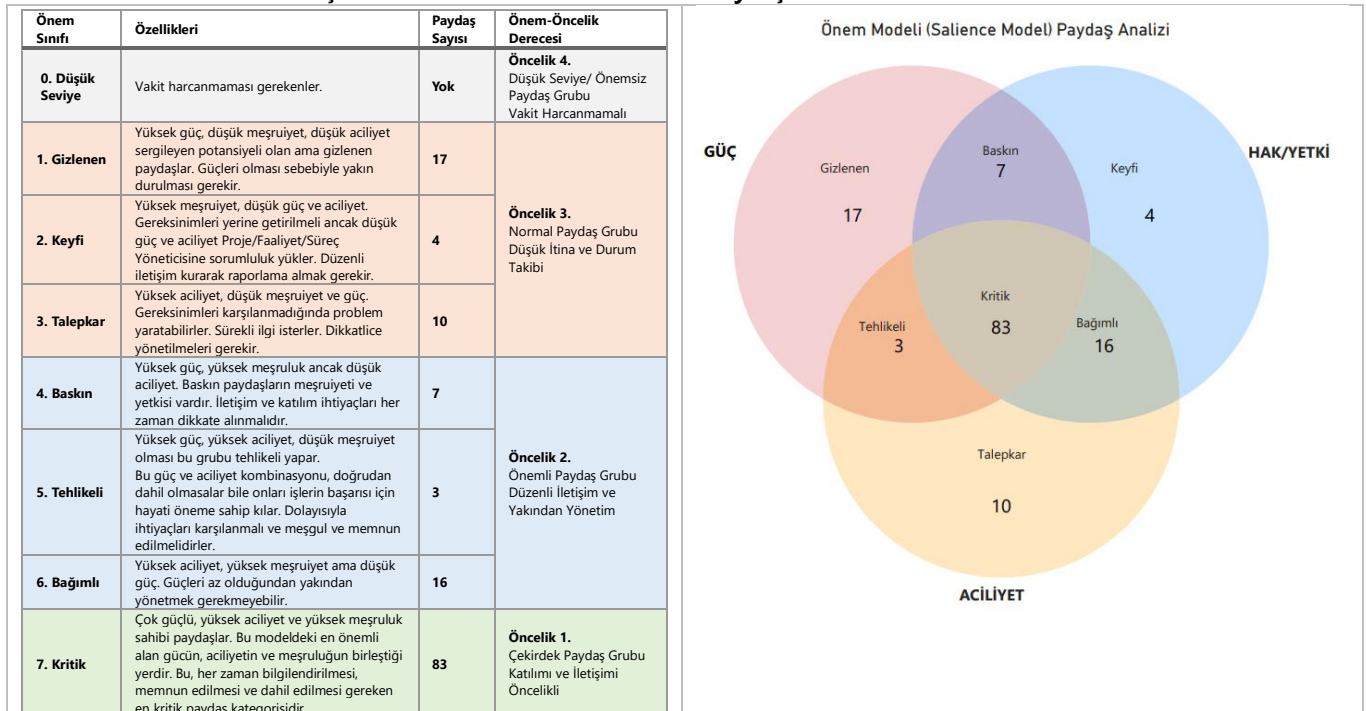 Önem
Sınıfı
Özellikleri
Paydaş
Sayısı
Önem-Öncelik
Derecesi
0. Düşük
Seviye
Vakit harcanmaması gerekenler.
Yok
Öncelik 4.
Düşük Seviye/ Önemsiz
Paydaş Grubu
Vakit Harcanmamalı
1. Gizlenen
Yüksek güç, düşük meşruiyet, düşük aciliyet
sergileyen potansiyeli olan ama gizlenen
paydaşlar. Güçleri olması sebebiyle yakın
durulması gerekir.
17
Öncelik 3.
Normal Paydaş Grubu
Düşük İtina ve Durum
Takibi
2. Keyfi
Yüksek meşruiyet, düşük güç ve aciliyet.
Gereksinimleri yerine getirilmeli ancak düşük
güç ve aciliyet Proje/Faaliyet/Süreç
Yöneticisine sorumluluk yükler. Düzenli
iletişim kurarak raporlama almak gerekir.
4
3. Talepkar
Yüksek aciliyet, düşük meşruiyet ve güç.
Gereksinimleri karşılanmadığında problem
yaratabilirler. Sürekli ilgi isterler. Dikkatlice
yönetilmeleri gerekir.
10
4. Baskın
Yüksek güç, yüksek meşruluk ancak düşük
aciliyet. Baskın paydaşların meşruiyeti ve
yetkisi vardır. İletişim ve katılım ihtiyaçları her
zaman dikkate alınmalıdır.
7
Öncelik 2.
Önemli Paydaş Grubu
Düzenli İletişim ve
Yakından Yönetim
5. Tehlikeli
Yüksek güç, yüksek aciliyet, düşük meşruiyet
olması bu grubu tehlikeli yapar.
Bu güç ve aciliyet kombinasyonu, doğrudan
dahil olmasalar bile onları işlerin başarısı için
hayati öneme sahip kılar. Dolayısıyla
ihtiyaçları karşılanmalı ve meşgul ve memnun
edilmelidirler.
3
6. Bağımlı
Yüksek aciliyet, yüksek meşruiyet ama düşük
güç. Güçleri az olduğundan yakından
yönetmek gerekmeyebilir.
16
7. Kritik
Çok güçlü, yüksek aciliyet ve yüksek meşruluk
sahibi paydaşlar. Bu modeldeki en önemli
alan gücün, aciliyetin ve meşruluğun birleştiği
yerdir. Bu, her zaman bilgilendirilmesi,
memnun edilmesi ve dahil edilmesi gereken
en kritik paydaş kategorisidir.
83
Öncelik 1.
Çekirdek Paydaş Grubu
Katılımı ve İletişimi
Öncelikli
Önem Modeli (Salience Model) Paydaş Analizi
GÜÇ
HAK/YETKİ
Gizlenen
17
Baskın
7
Keyfi
4
Kritik
83
Tehlikeli
3
Bağımlı
16
Talepkar
10
ACİLİYET